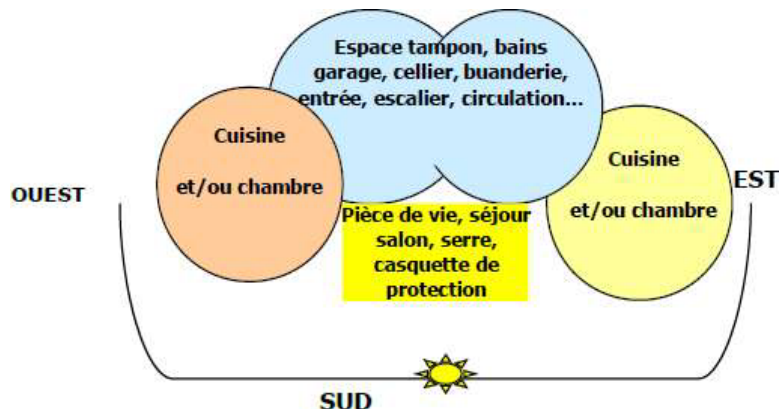 Espace tampon, bains
garage, cellier, buanderie,
entrée, escalier, circulation...
Cuisine
et/ou chambre
Cuisine
et/ou chambre
OUEST
EST
Pièce de vie, séjour
salon, serre,
casquette de
protection
SUD